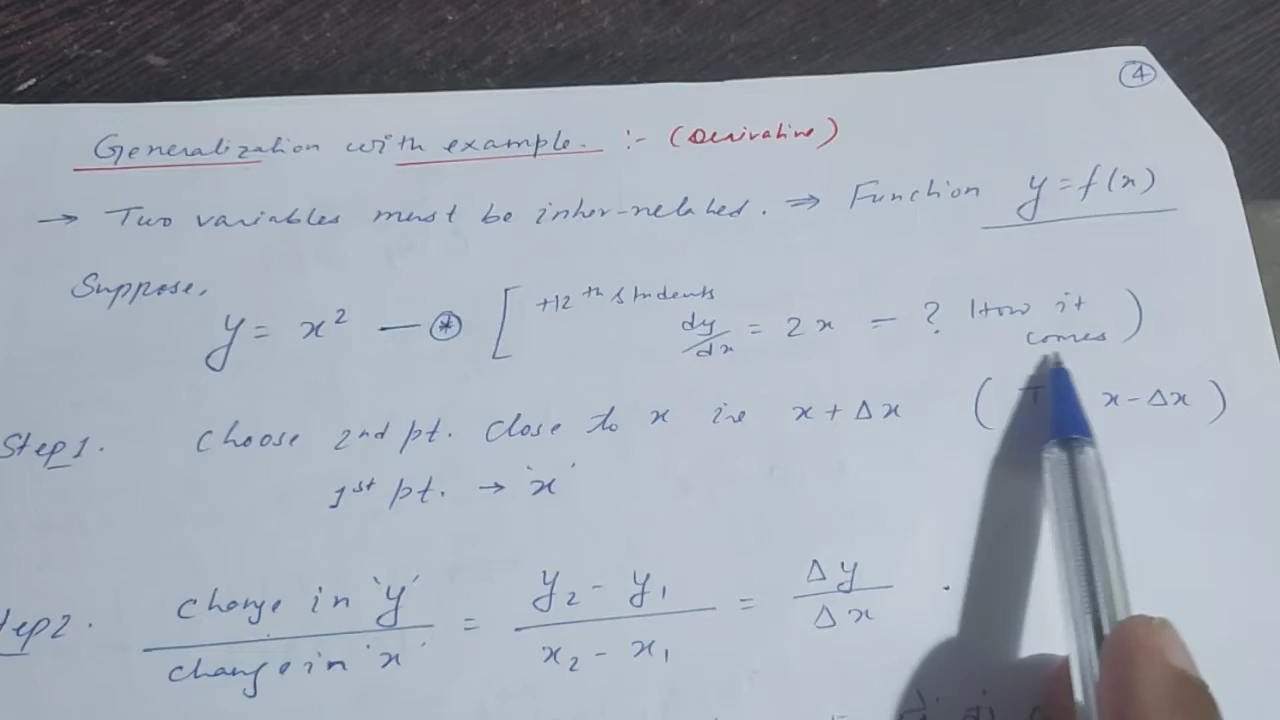 ④
Generalization with example. :- (Derivative)
→ Two variables must be inter-related. ⇒ Function y = f(x)
Suppose,
y = x² — ⊛ [ +12th students
dy/dx = 2x — ? How it comes )
Step 1. Choose 2nd pt. close to x ie x + Δx ( x - Δx )
1st pt. → 'x'
Step 2. Change in 'y' / Change in 'x' = y₂ - y₁ / x₂ - x₁ = Δy / Δx .